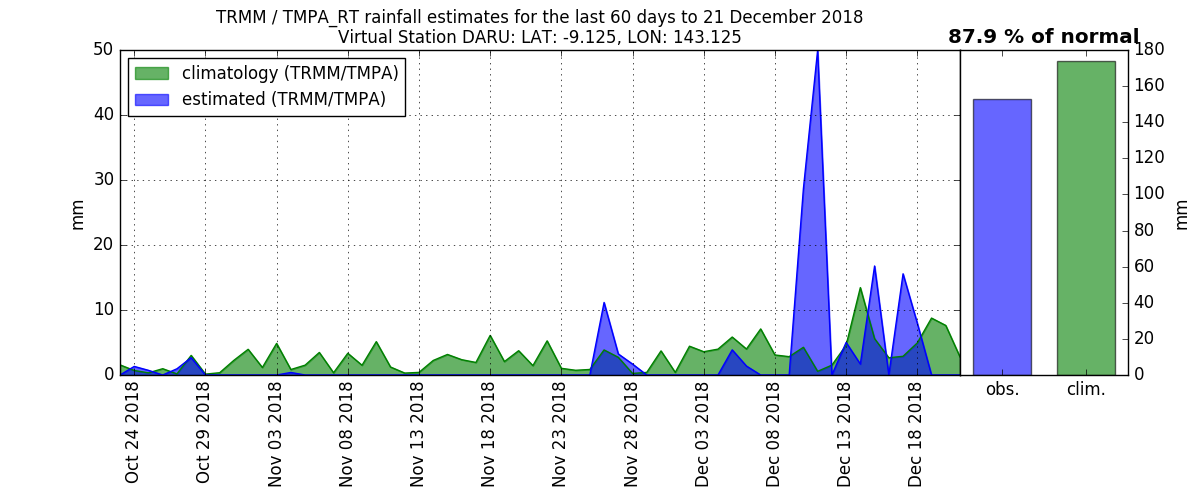 TRMM / TMPA_RT rainfall estimates for the last 60 days to 21 December 2018
Virtual Station DARU: LAT: -9.125, LON: 143.125
87.9 % of normal
climatology (TRMM/TMPA)
estimated (TRMM/TMPA)
50
40
30
20
10
0
mm
180
160
140
120
100
80
60
40
20
0
mm
Oct 24 2018
Oct 29 2018
Nov 03 2018
Nov 08 2018
Nov 13 2018
Nov 18 2018
Nov 23 2018
Nov 28 2018
Dec 03 2018
Dec 08 2018
Dec 13 2018
Dec 18 2018
obs.
clim.